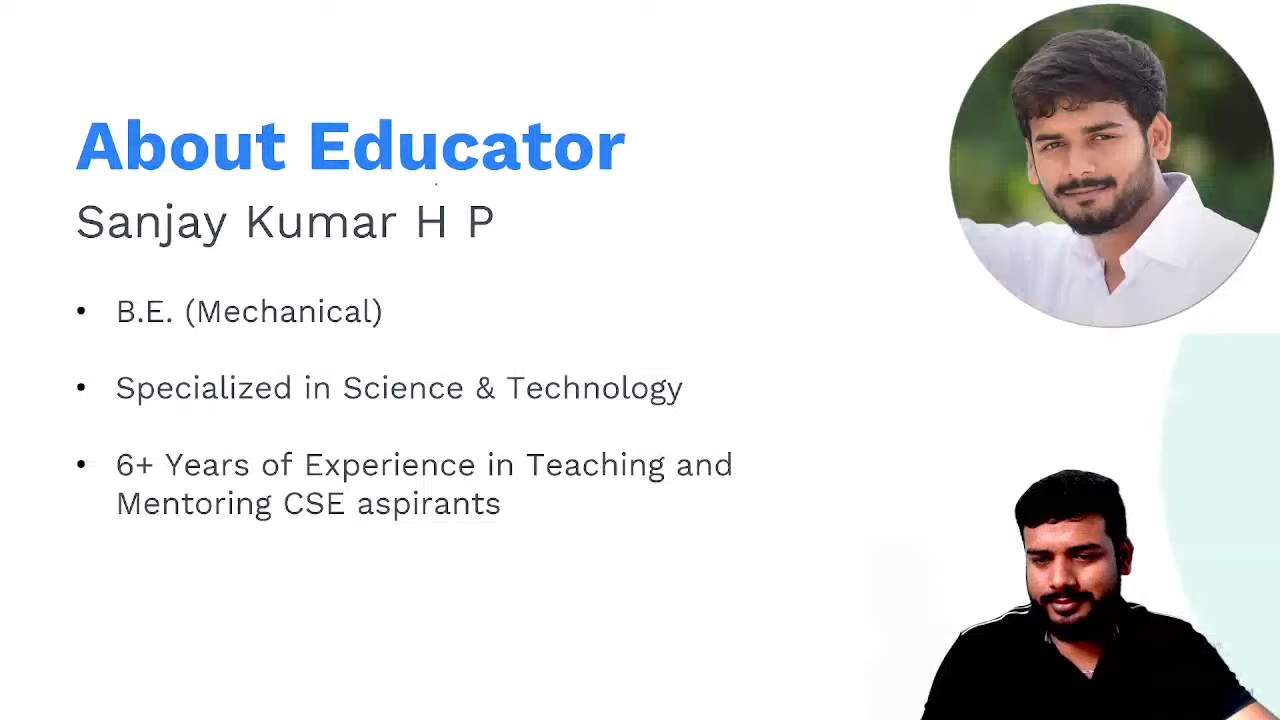 About Educator
Sanjay Kumar H P
• B.E. (Mechanical)
• Specialized in Science & Technology
• 6+ Years of Experience in Teaching and
Mentoring CSE aspirants